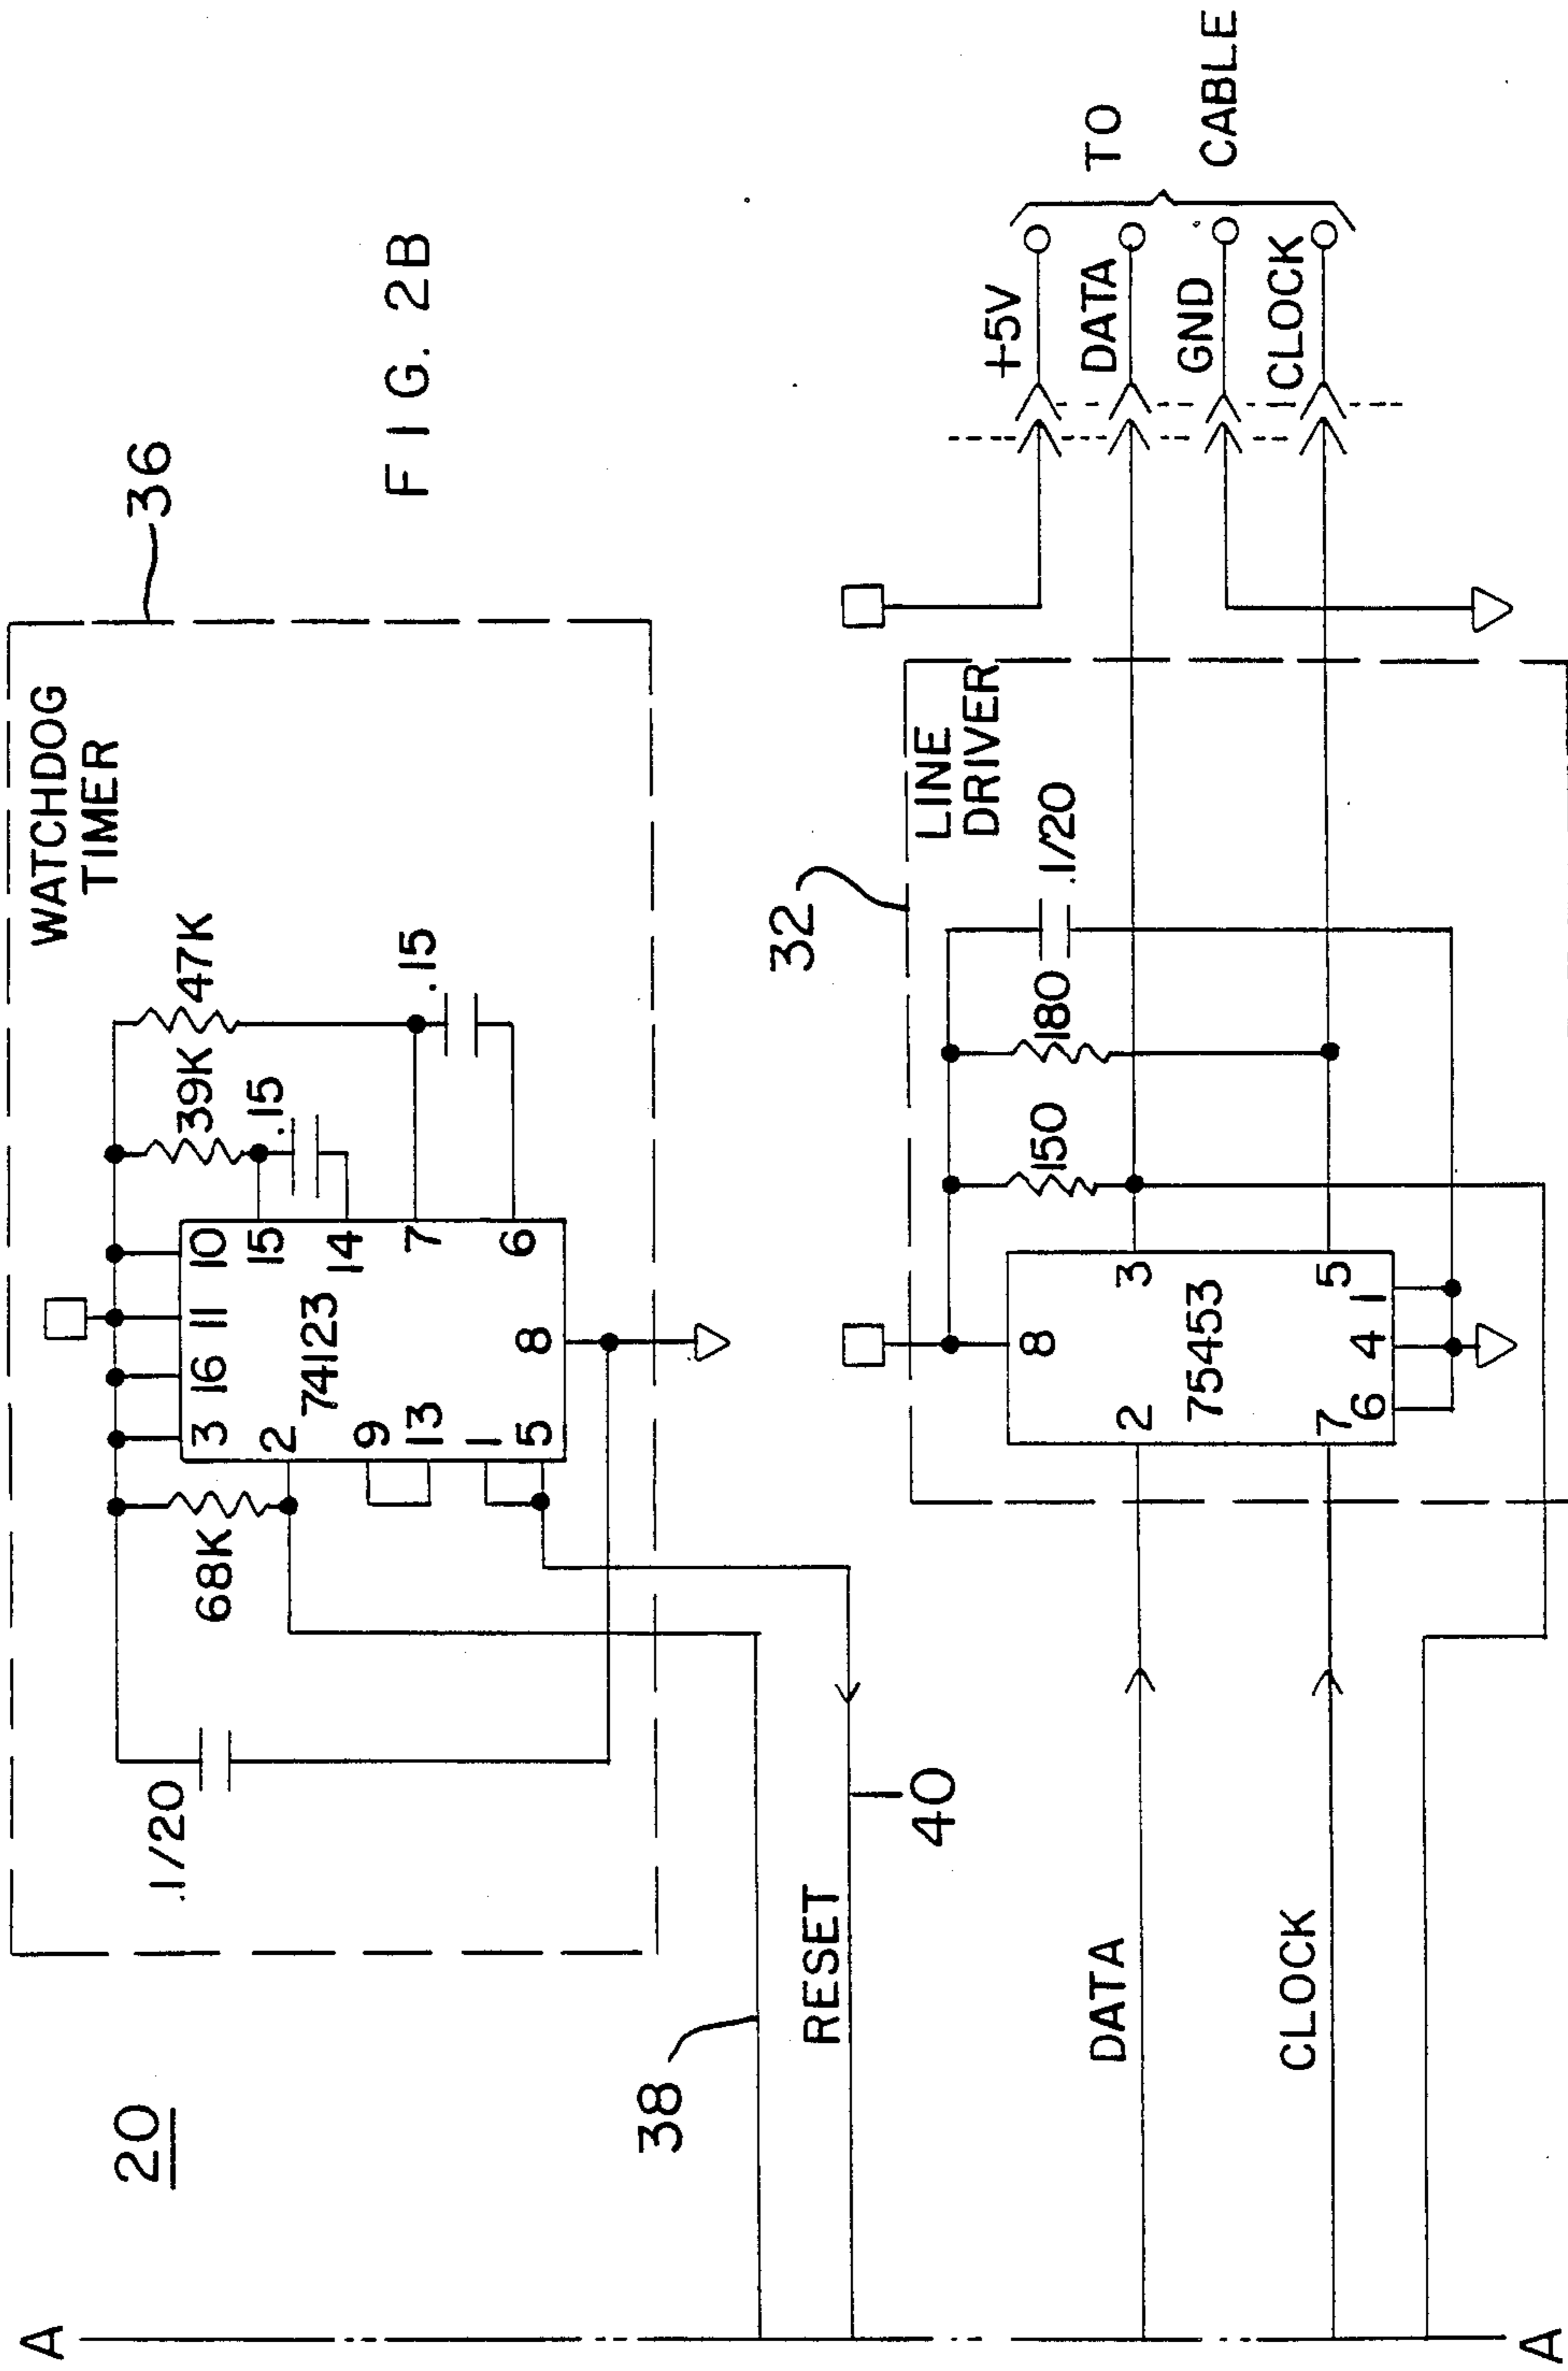 20
WATCHDOG
TIMER
36
FIG. 2B
.1/20
68K
39K
47K
.15
.15
3 16 11 10
2
15
74123
14
9
13
7
1
5
8
6
38
RESET
40
32
LINE
DRIVER
150
180
.1/20
8
2
3
75453
7
5
6 4 1
DATA
CLOCK
+5V
DATA
GND
CLOCK
TO
CABLE
A
A